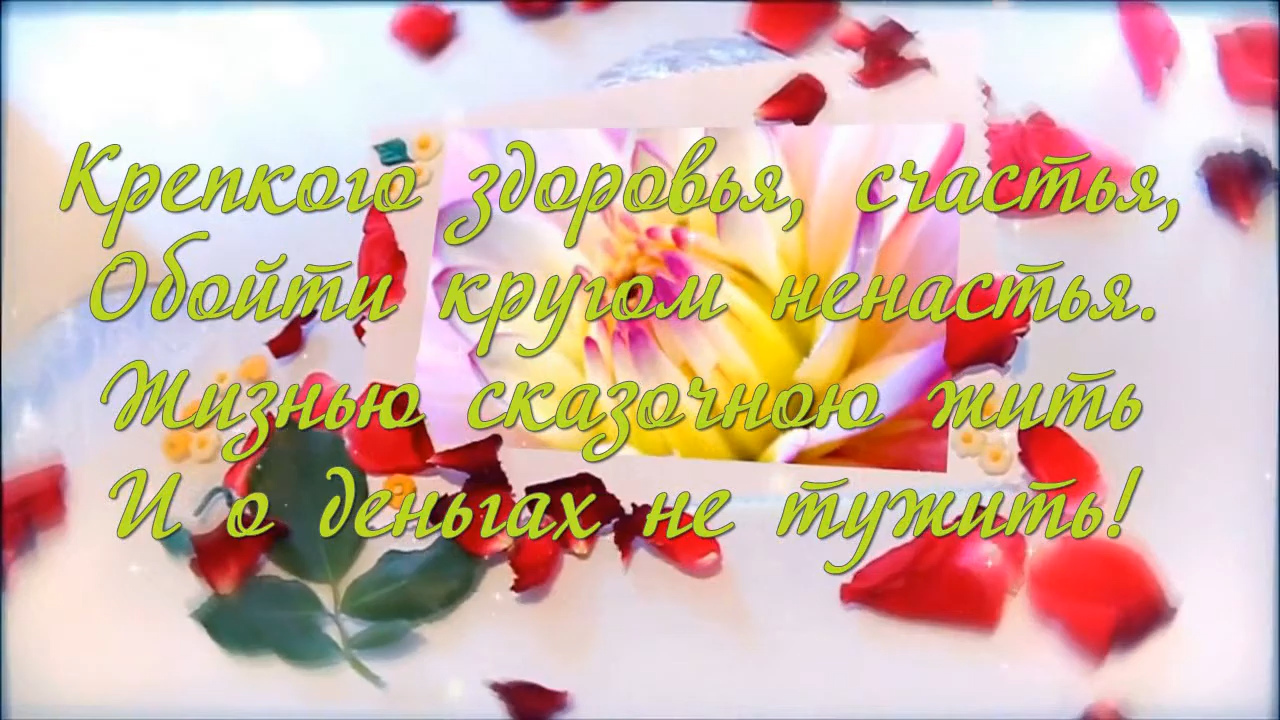 Крепкого здоровья, счастья,
Обойти кругом ненастья.
Жизнью сказочною жить
И о деньгах не тужить!